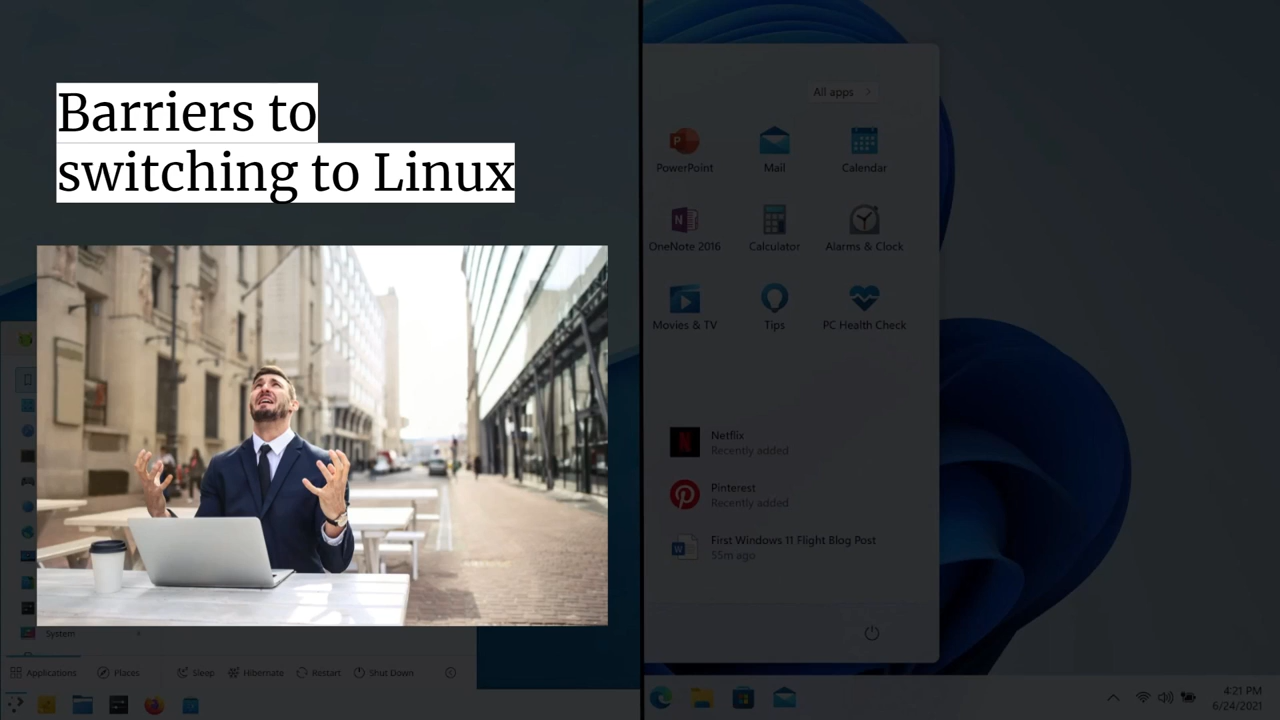 Barriers to
switching to Linux
System
Applications
Places
Sleep
Hibernate
Restart
Shut Down
All apps
PowerPoint
Mail
Calendar
OneNote 2016
Calculator
Alarms & Clock
Movies & TV
Tips
PC Health Check
Netflix
Recently added
Pinterest
Recently added
First Windows 11 Flight Blog Post
55m ago
4:21 PM
6/24/2021